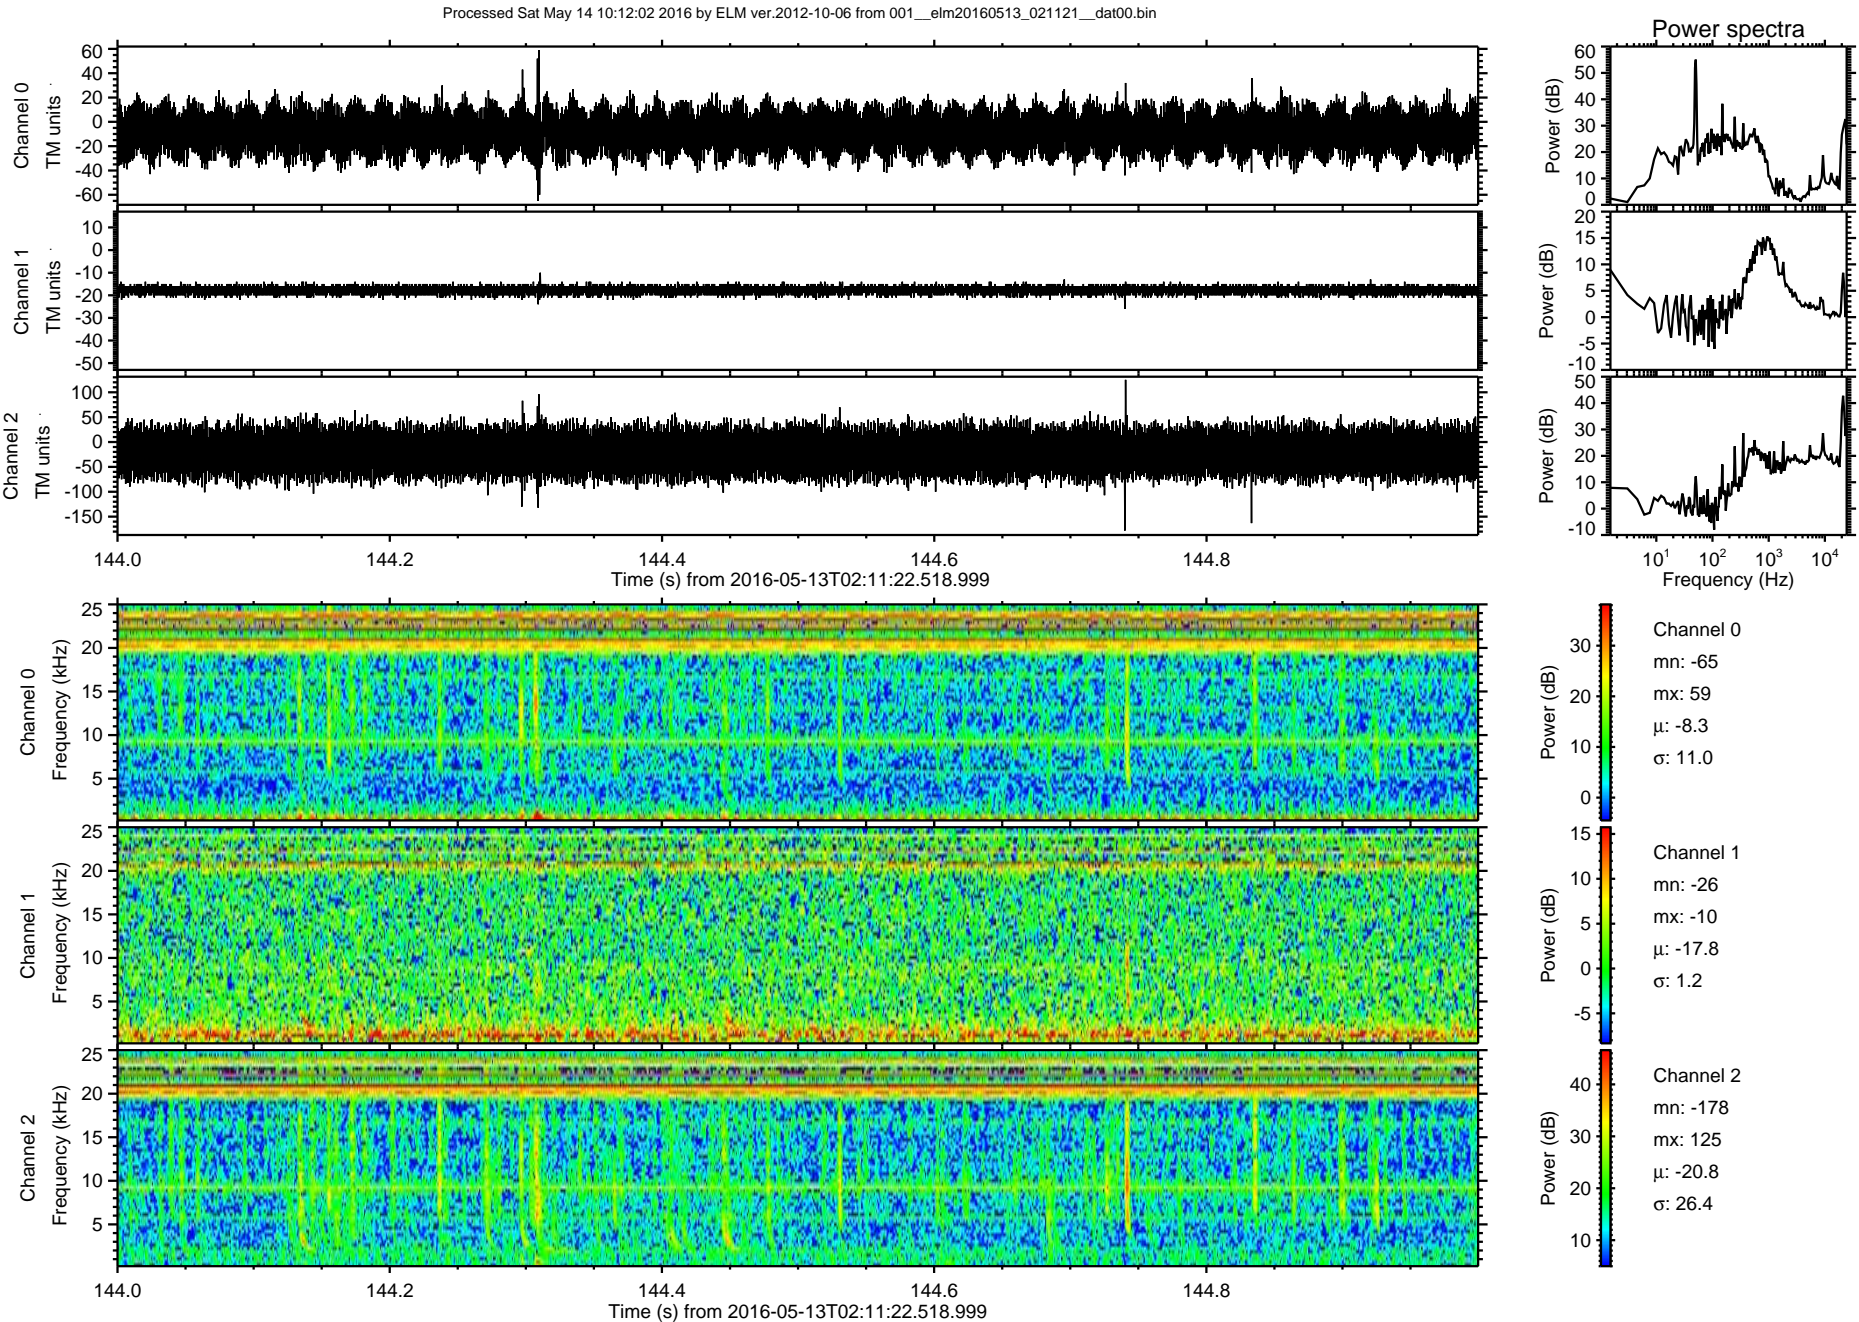 Processed Sat May 14 10:12:02 2016 by ELM ver.2012-10-06 from 001__elm20160513_021121__dat00.bin
Power spectra
Channel 0
TM units
60
40
20
0
-20
-40
-60
Power (dB)
60
50
40
30
20
10
0
Channel 1
TM units
10
0
-10
-20
-30
-40
-50
Power (dB)
20
15
10
5
0
-5
-10
Channel 2
TM units
100
50
0
-50
-100
-150
Power (dB)
50
40
30
20
10
0
-10
144.0 144.2 144.4 144.6 144.8
Time (s) from 2016-05-13T02:11:22.518.999
10¹ 10² 10³ 10⁴
Frequency (Hz)
Channel 0
Frequency (kHz)
25
20
15
10
5
Power (dB)
30
20
10
0
Channel 0
mn: -65
mx: 59
μ: -8.3
σ: 11.0
Channel 1
Frequency (kHz)
25
20
15
10
5
Power (dB)
15
10
5
0
-5
Channel 1
mn: -26
mx: -10
μ: -17.8
σ: 1.2
Channel 2
Frequency (kHz)
25
20
15
10
5
Power (dB)
40
30
20
10
Channel 2
mn: -178
mx: 125
μ: -20.8
σ: 26.4
144.0 144.2 144.4 144.6 144.8
Time (s) from 2016-05-13T02:11:22.518.999